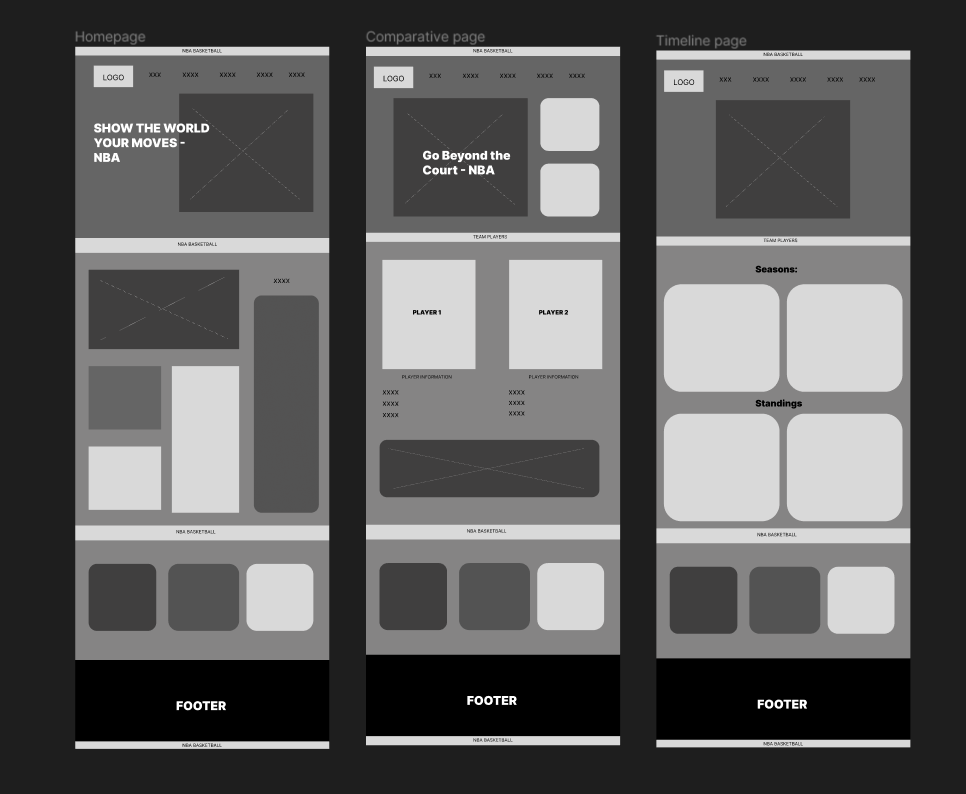 Homepage
NBA BASKETBALL
LOGO
XXX XXXX XXXX XXXX XXXX
SHOW THE WORLD
YOUR MOVES -
NBA
NBA BASKETBALL
XXXX
NBA BASKETBALL
FOOTER
NBA BASKETBALL
Comparative page
NBA BASKETBALL
LOGO
XXX XXXX XXXX XXXX XXXX
Go Beyond the
Court - NBA
TEAM PLAYERS
PLAYER 1
PLAYER 2
PLAYER INFORMATION
PLAYER INFORMATION
XXXX XXXX
XXXX XXXX
XXXX XXXX
NBA BASKETBALL
FOOTER
NBA BASKETBALL
Timeline page
NBA BASKETBALL
LOGO
XXX XXXX XXXX XXXX XXXX
TEAM PLAYERS
Seasons:
Standings
NBA BASKETBALL
FOOTER
NBA BASKETBALL